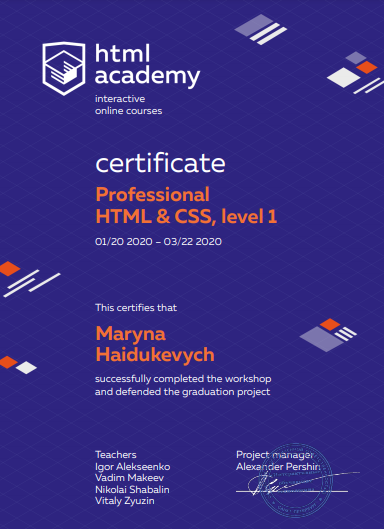 html
academy
interactive
online courses
certificate
Professional
HTML & CSS, level 1
01/20 2020 – 03/22 2020
This certifies that
Maryna
Haidukevych
successfully completed the workshop
and defended the graduation project
Teachers
Igor Alekseenko
Vadim Makeev
Nikolai Shabalin
Vitaly Zyuzin
Project manager
Alexander Pershin